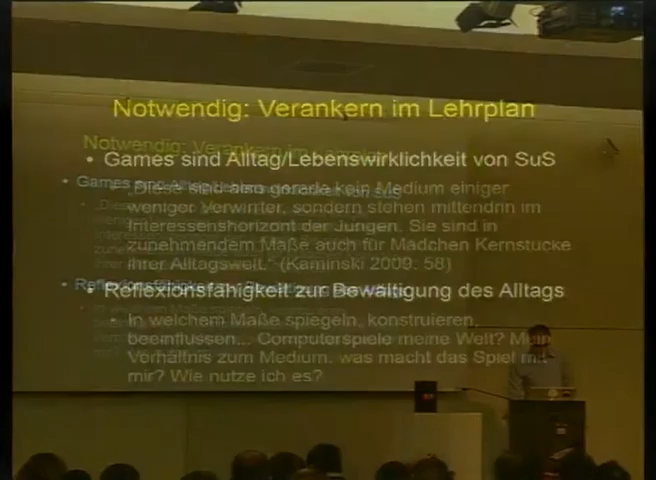 Notwendig: Verankern im Lehrplan
• Games sind Alltag/Lebenswirklichkeit von SuS
„Diese sind also gerade kein Medium einiger
weniger Verwirrter, sondern stehen mittendrin im
Interessenshorizont der Jungen. Sie sind in
zunehmendem Maße auch für Mädchen Kernstücke
ihrer Alltagswelt.“ (Kaminski 2009: 58)
• Reflexionsfähigkeit zur Bewältigung des Alltags
In welchem Maße spiegeln, konstruieren,
beeinflussen... Computerspiele meine Welt? Mein
Verhältnis zum Medium: was macht das Spiel mit
mir? Wie nutze ich es?